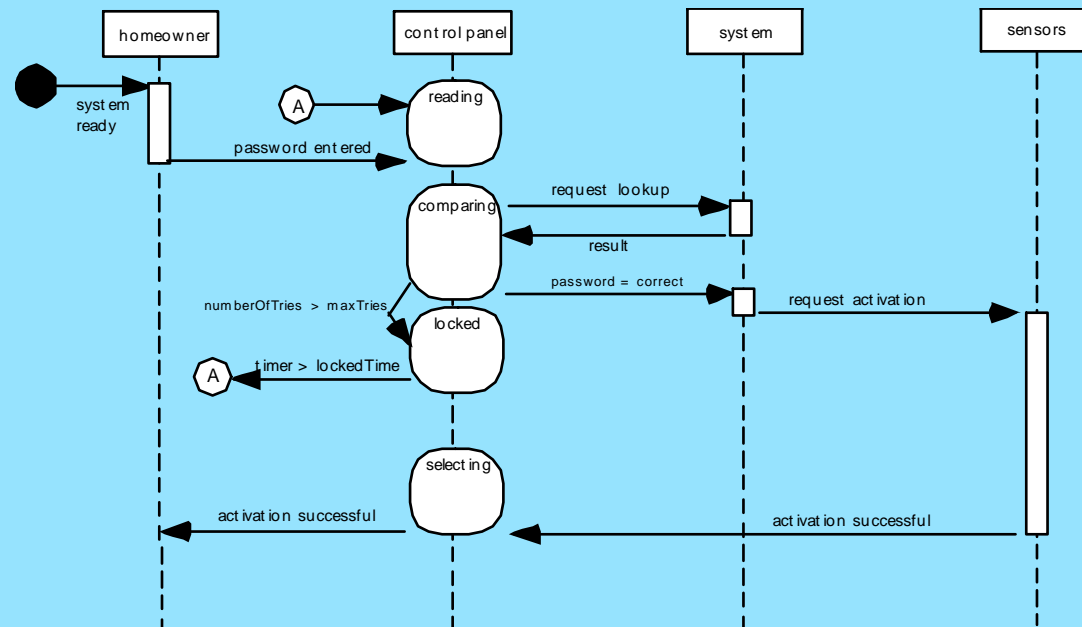 homeowner
control panel
system
sensors
system
ready
A
reading
password entered
comparing
request lookup
result
password = correct
request activation
numberOfTries > maxTries
locked
A
timer > lockedTime
selecting
activation successful
activation successful